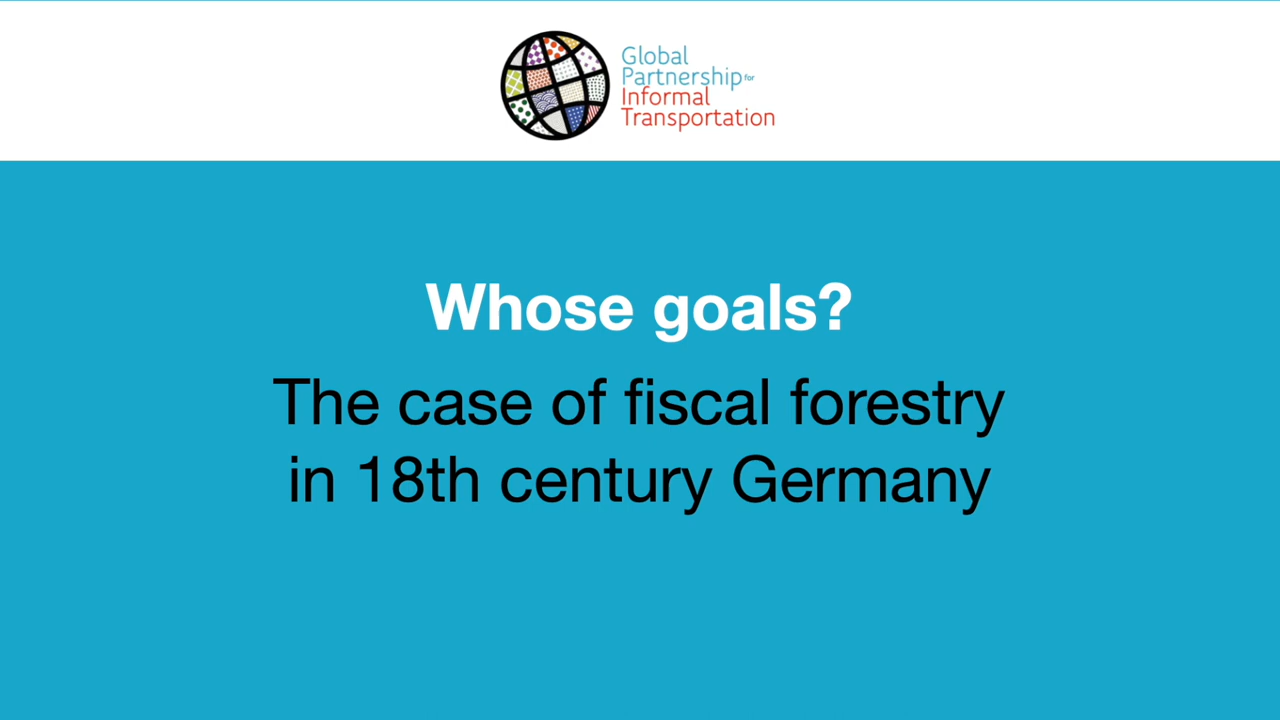 Global
Partnership for
Informal
Transportation
Whose goals?
The case of fiscal forestry
in 18th century Germany